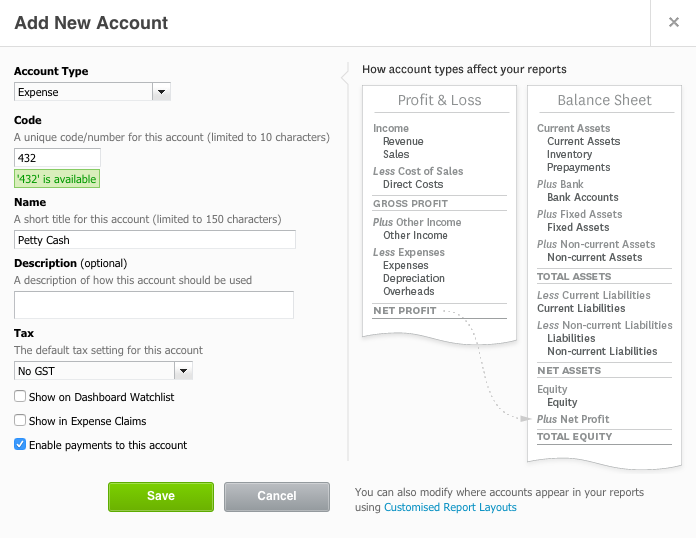 Add New Account
×
Account Type
Expense
Code
A unique code/number for this account (limited to 10 characters)
432
'432' is available
Name
A short title for this account (limited to 150 characters)
Petty Cash
Description (optional)
A description of how this account should be used
Tax
The default tax setting for this account
No GST
Show on Dashboard Watchlist
Show in Expense Claims
Enable payments to this account
Save
Cancel
How account types affect your reports
Profit & Loss
Income
Revenue
Sales
Less Cost of Sales
Direct Costs
GROSS PROFIT
Plus Other Income
Other Income
Less Expenses
Expenses
Depreciation
Overheads
NET PROFIT
Balance Sheet
Current Assets
Current Assets
Inventory
Prepayments
Plus Bank
Bank Accounts
Plus Fixed Assets
Fixed Assets
Plus Non-current Assets
Non-current Assets
TOTAL ASSETS
Less Current Liabilities
Current Liabilities
Less Non-current Liabilities
Liabilities
Non-current Liabilities
NET ASSETS
Equity
Equity
Plus Net Profit
TOTAL EQUITY
You can also modify where accounts appear in your reports
using Customised Report Layouts